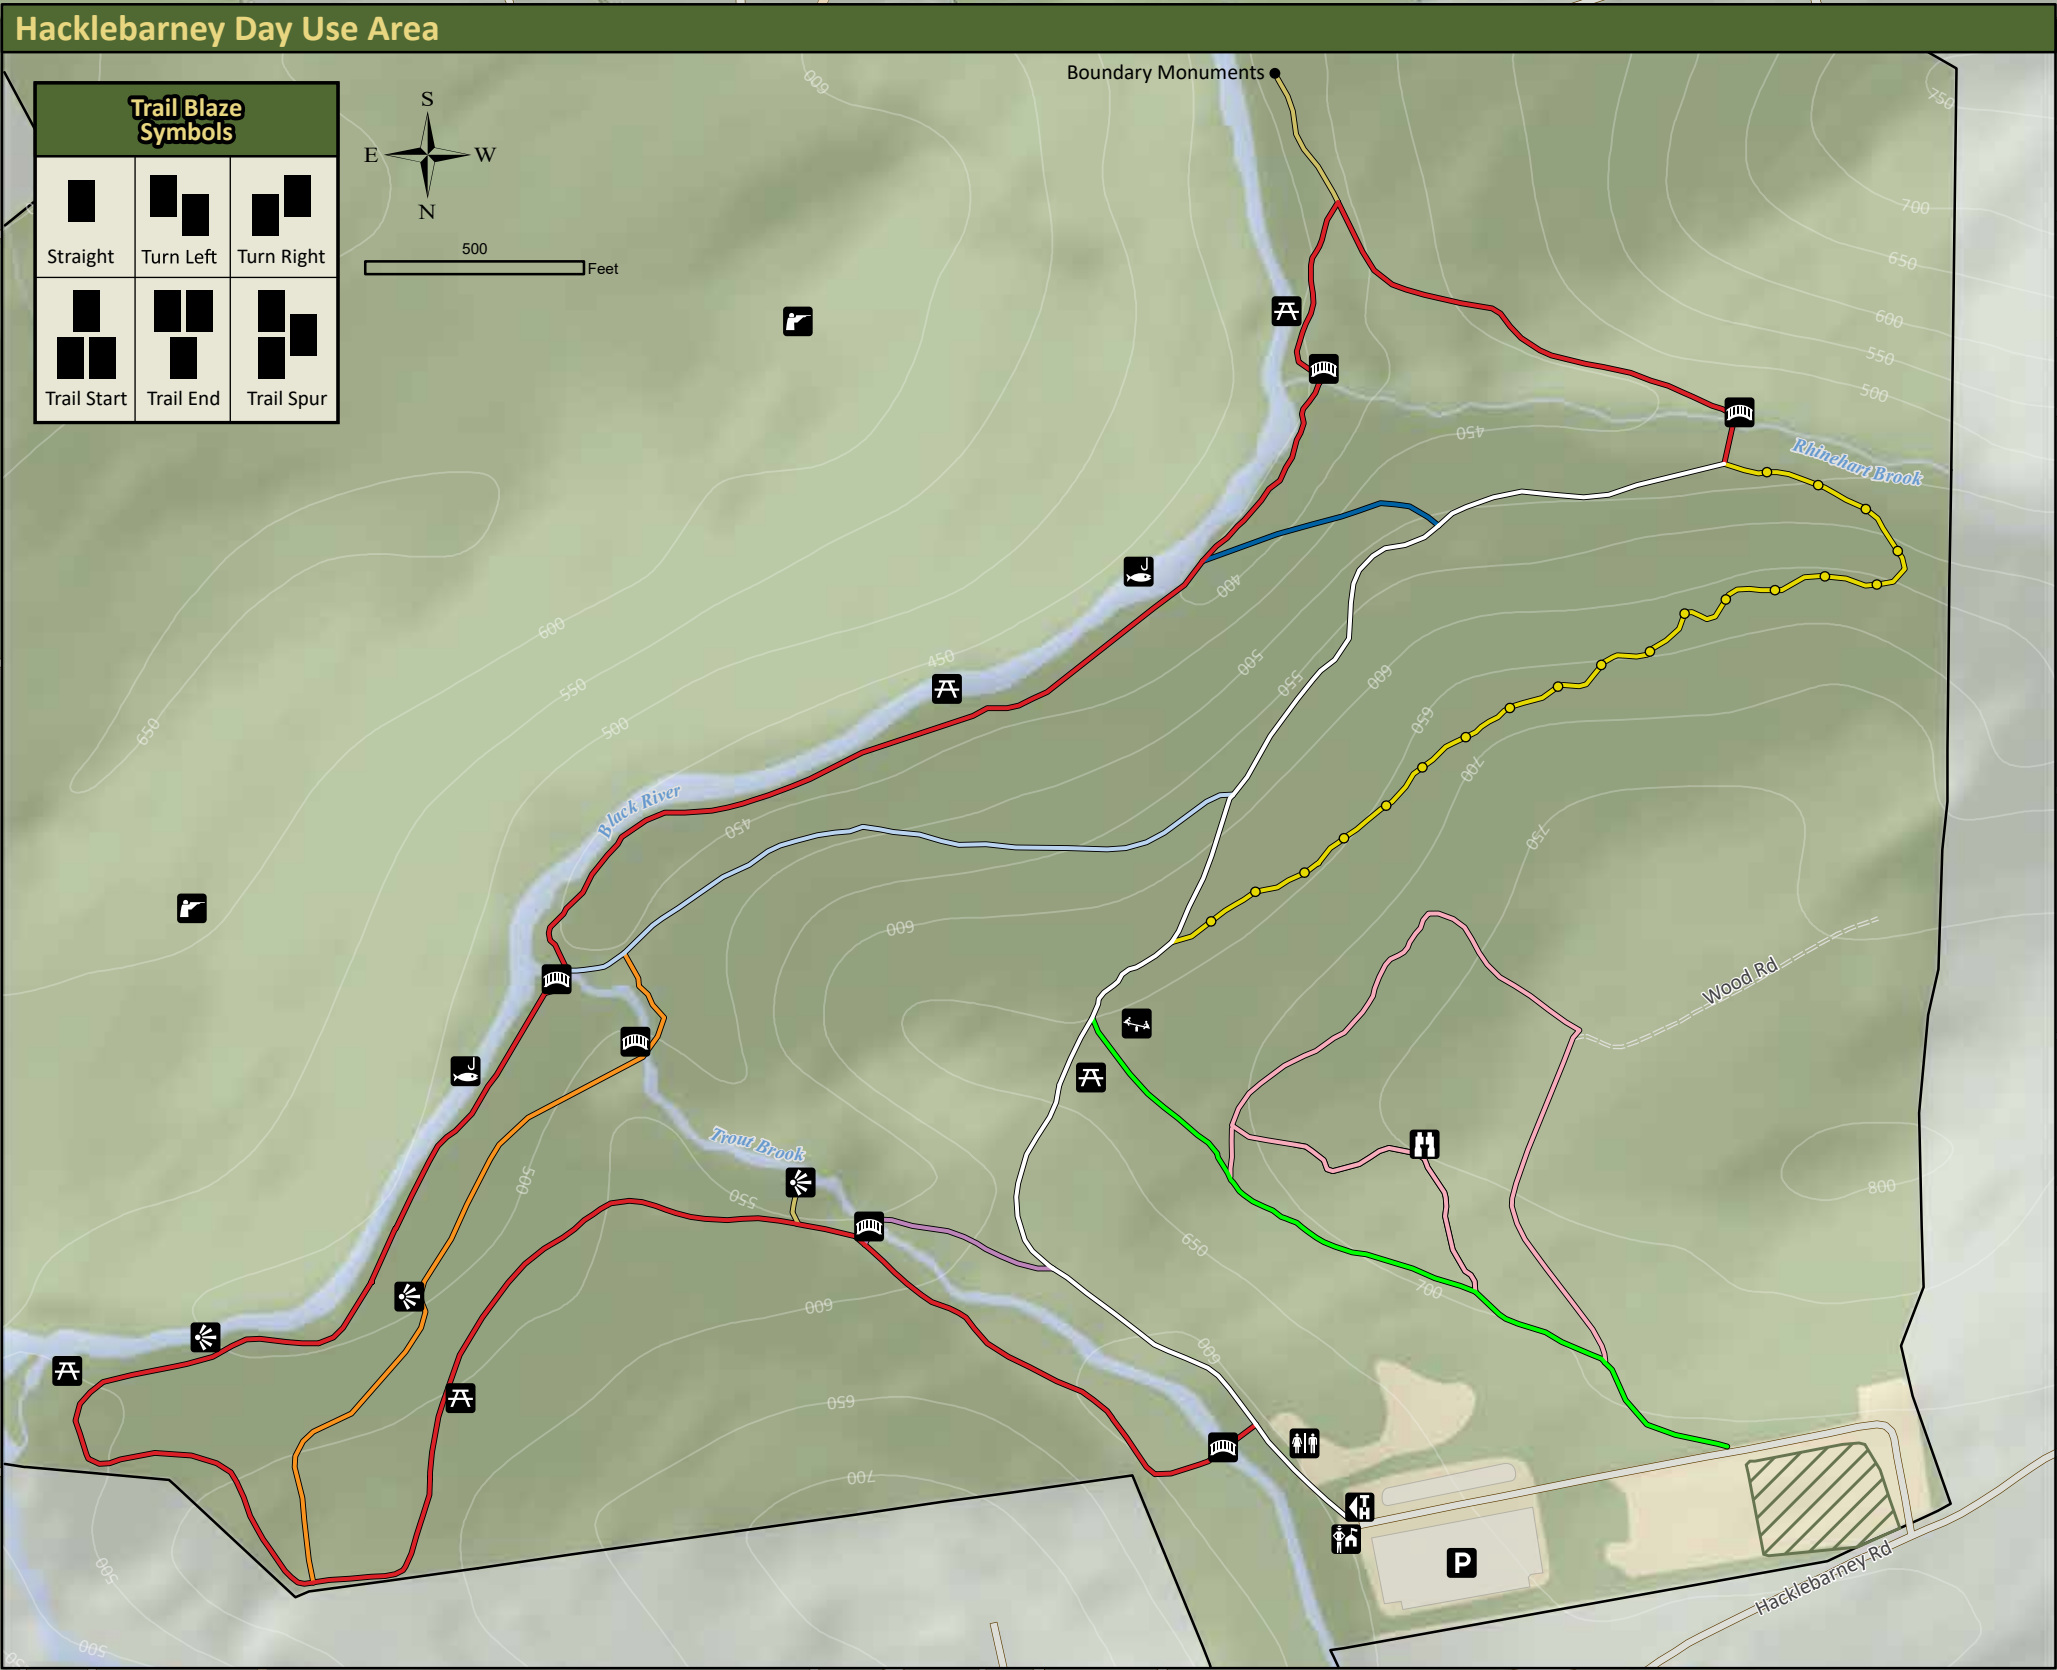 Hacklebarney Day Use Area
Boundary Monuments
Trail Blaze
Symbols
Straight
Turn Left
Turn Right
Trail Start
Trail End
Trail Spur
S
E
W
N
500
Feet
600
750
700
650
600
550
500
450
Rhinehart Brook
400
450
600
550
500
650
500
550
600
650
700
750
Black River
450
600
Wood Rd
Trout Brook
500
550
800
650
700
600
600
650
700
TH
P
Hacklebarney Rd
500
500
50